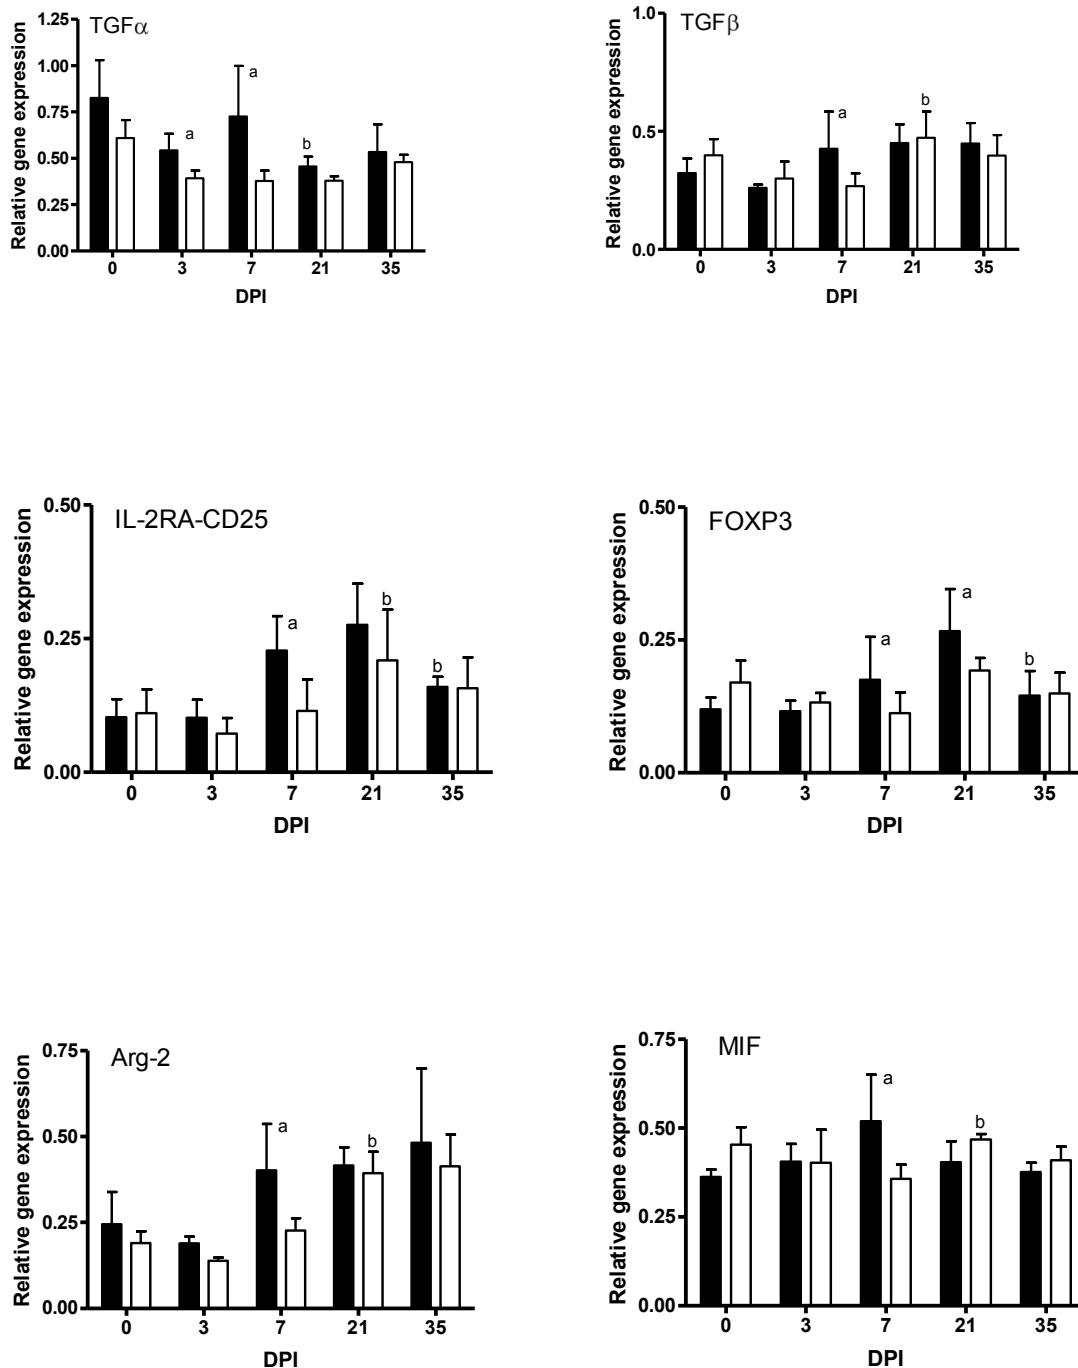 TGFα
Relative gene expression
1.25
1.00
0.75
0.50
0.25
0.00
a
a
b
0
3
7
21
35
DPI
TGFβ
Relative gene expression
1.0
0.5
0.0
a
b
0
3
7
21
35
DPI
IL-2RA-CD25
Relative gene expression
0.50
0.25
0.00
a
b
b
0
3
7
21
35
DPI
FOXP3
Relative gene expression
0.50
0.25
0.00
a
a
b
0
3
7
21
35
DPI
Arg-2
Relative gene expression
0.75
0.50
0.25
0.00
a
b
0
3
7
21
35
DPI
MIF
Relative gene expression
0.75
0.50
0.25
0.00
a
b
0
3
7
21
35
DPI